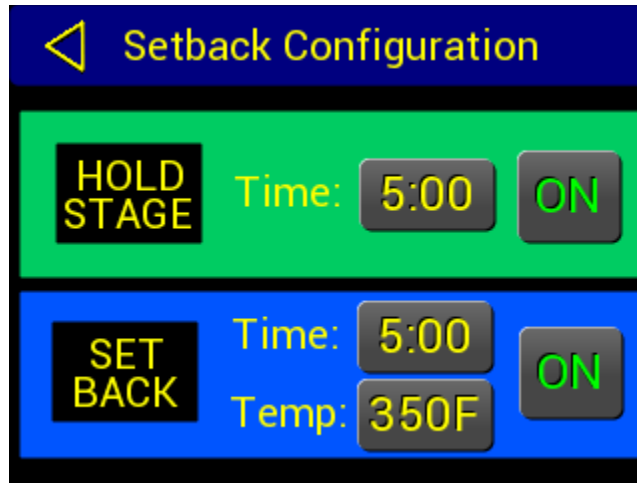 Setback Configuration
HOLD
STAGE
Time: 5:00 ON
SET
BACK
Time: 5:00
Temp: 350F
ON